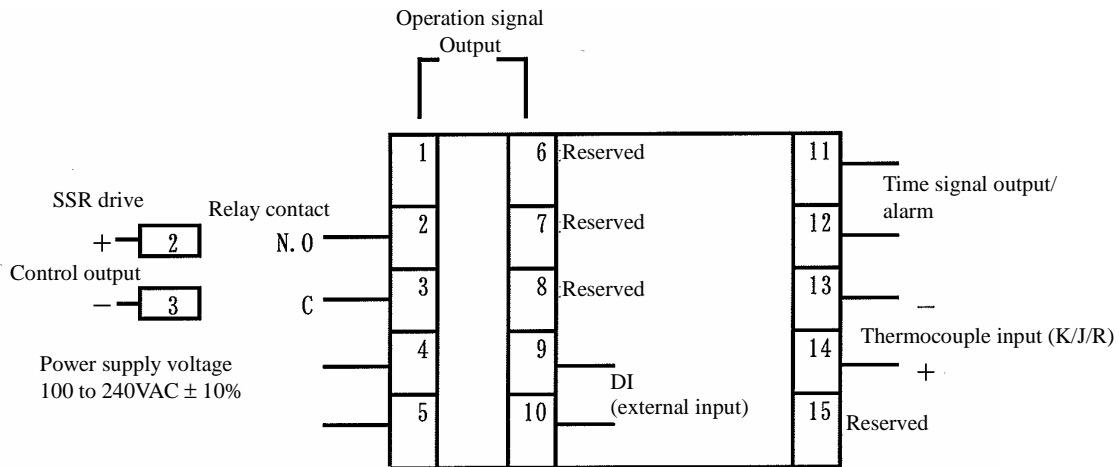 Operation signal
Output
1
6
Reserved
11
Time signal output/
alarm
SSR drive
+
2
Relay contact
N.O
2
7
Reserved
12
Control output
−
3
C
3
8
Reserved
13
−
Thermocouple input (K/J/R)
Power supply voltage
100 to 240VAC ± 10%
4
9
14
+
DI
(external input)
5
10
15
Reserved